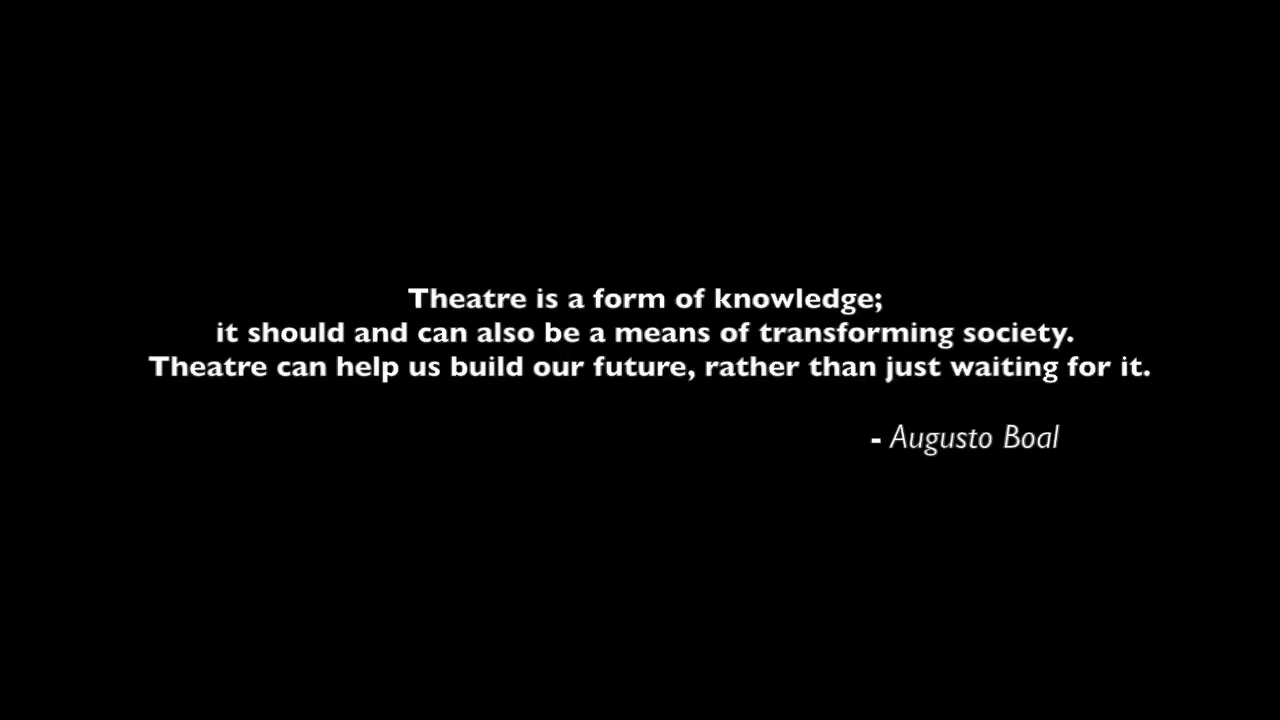 Theatre is a form of knowledge;
it should and can also be a means of transforming society.
Theatre can help us build our future, rather than just waiting for it.
- Augusto Boal